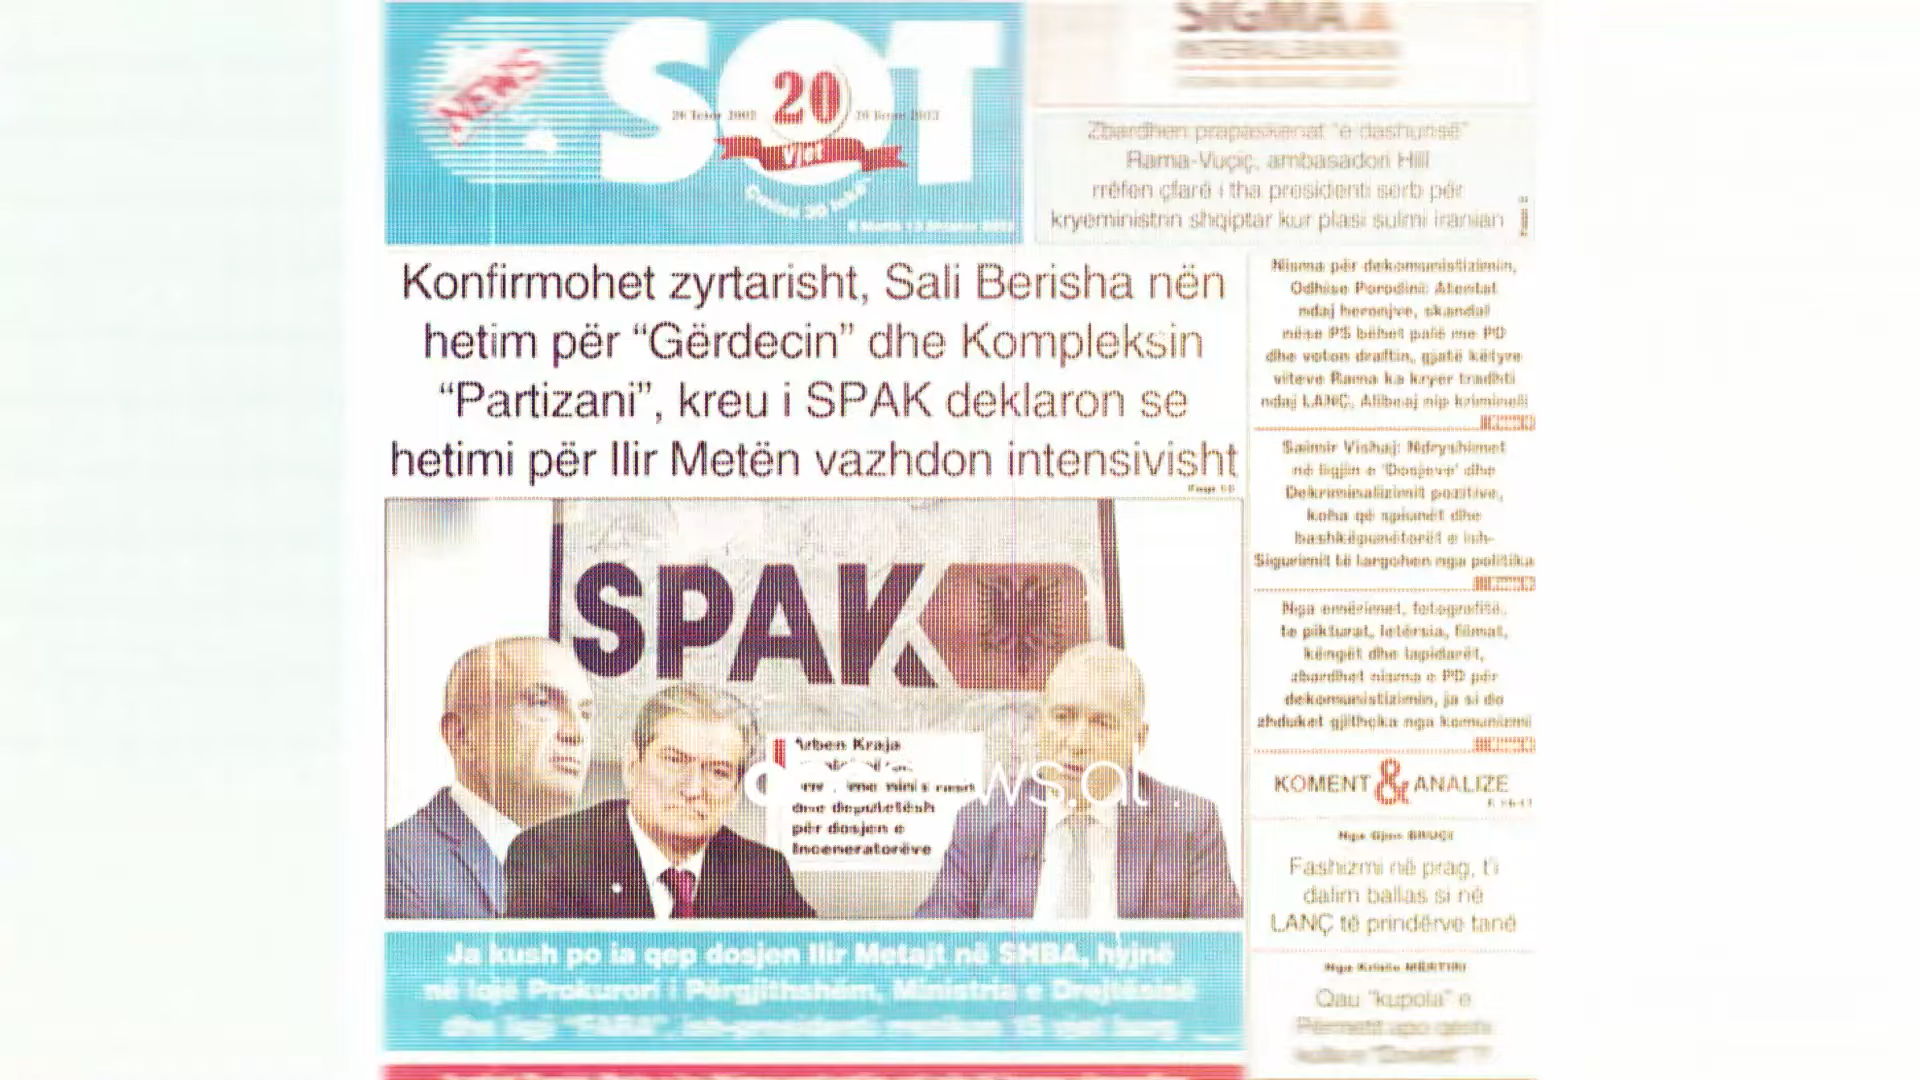 NEWS
SOT
20
Vjet
SIGMA
Zbardhen prapaskenat "e dashurisë"
Rama-Vuçiç, ambasadori Hill
rrëfen çfarë i tha presidenti serb për
kryeministrin shqiptar kur plasi sulmi iranian
Konfirmohet zyrtarisht, Sali Berisha nën
hetim për “Gërdecin” dhe Kompleksin
“Partizani”, kreu i SPAK deklaron se
hetimi për Ilir Metën vazhdon intensivisht
SPAK
Arben Kraja
dhe deputetësh
për dosjen e
Inceneratorëve
Ja kush po ia qep dosjen Ilir Metajt në SHBA, hyjnë
në lojë Prokurori i Përgjithshëm, Ministria e Drejtësisë
Nisma për dekomunistizimin,
Odhise Porodini: Atentat
ndaj heronjve, skandal
nëse PS bëhet palë me PD
dhe voton draftin, gjatë këtyre
viteve Rama ka kryer tradhti
ndaj LANÇ, Alibeaj nip krimineli
Saimir Vishaj: Ndryshimet
në ligjin e 'Dosjeve' dhe
Dekriminalizimit pozitive,
koha që spiunët dhe
bashkëpunëtorët e ish-
Sigurimit të largohen nga politika
Nga emërimet, fotografitë,
te pikturat, letërsia, filmat,
këngët dhe lapidarët,
zbardhet nisma e PD për
dekomunistizimin, ja si do
zhduket gjithçka nga komunizmi
KOMENT & ANALIZE
Nga Gjon BRUÇI
Fashizmi në prag, t'i
dalim ballas si në
LANÇ të prindërve tanë
Qau "kupola" e